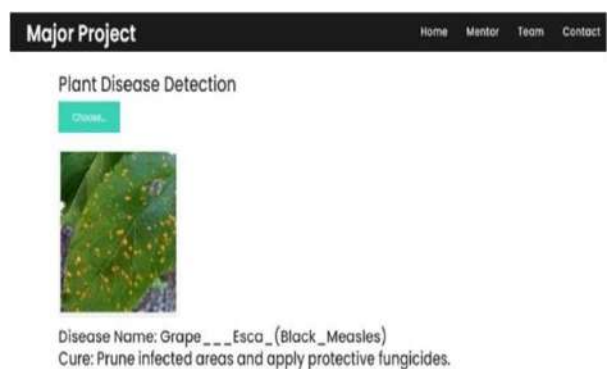 Major Project
Home Mentor Team Contact
Plant Disease Detection
Choose...
Disease Name: Grape___Esca_(Black_Measles)
Cure: Prune infected areas and apply protective fungicides.